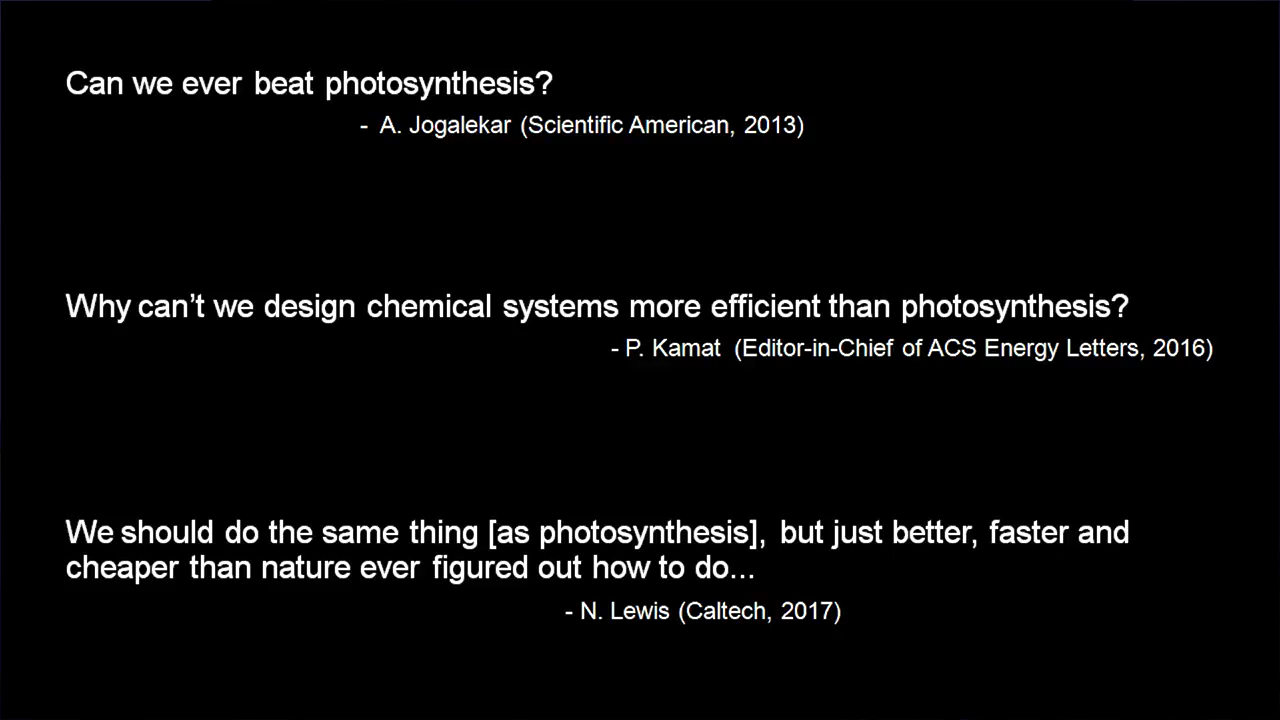 Can we ever beat photosynthesis?
- A. Jogalekar (Scientific American, 2013)
Why can’t we design chemical systems more efficient than photosynthesis?
- P. Kamat (Editor-in-Chief of ACS Energy Letters, 2016)
We should do the same thing [as photosynthesis], but just better, faster and
cheaper than nature ever figured out how to do...
- N. Lewis (Caltech, 2017)